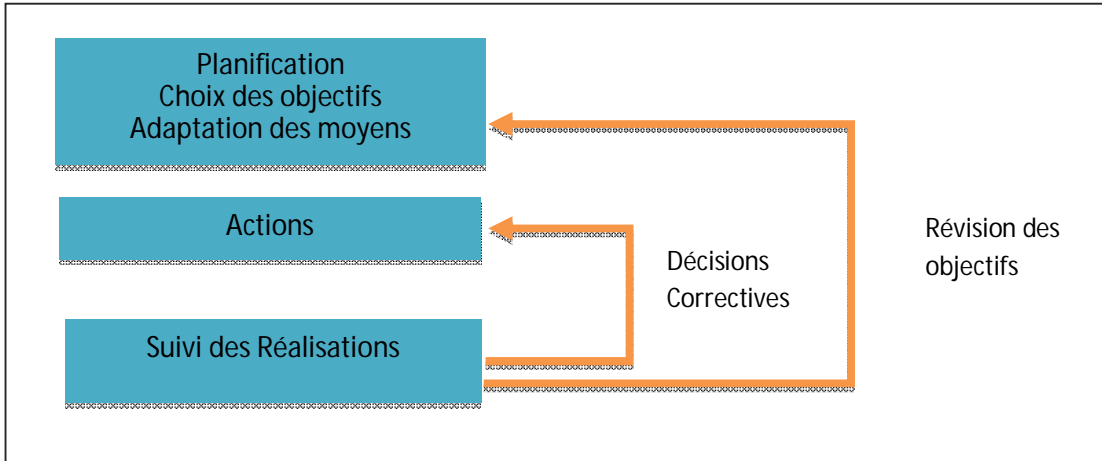 Planification
Choix des objectifs
Adaptation des moyens
Actions
Révision des
objectifs
Décisions
Correctives
Suivi des Réalisations